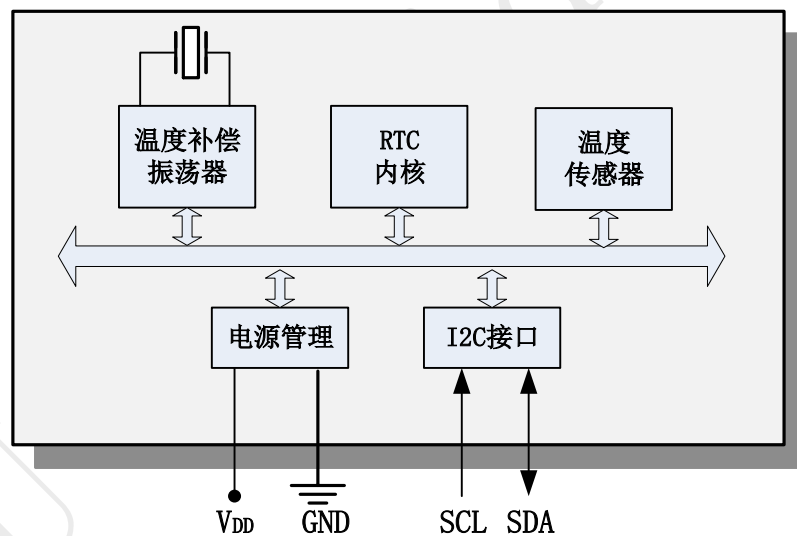 温度补偿
振荡器
RTC
内核
温度
传感器
电源管理
I2C接口
VDD
GND
SCL
SDA